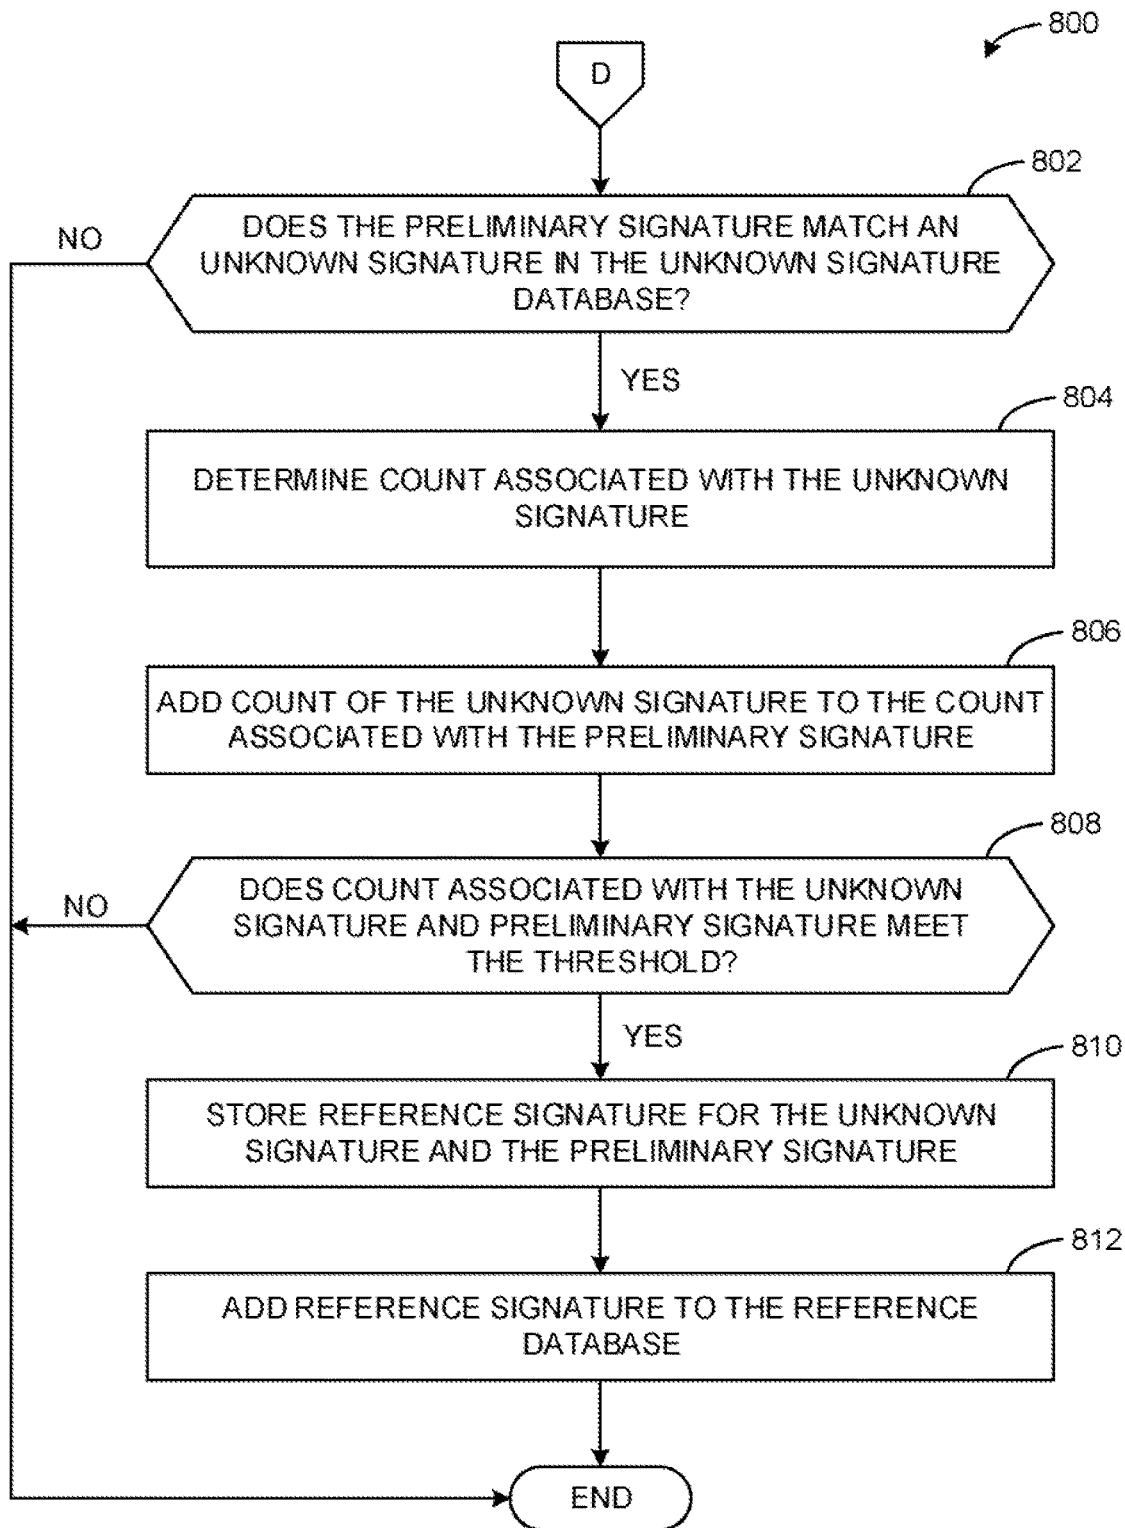 800
D
802
DOES THE PRELIMINARY SIGNATURE MATCH AN
UNKNOWN SIGNATURE IN THE UNKNOWN SIGNATURE
DATABASE?
NO
YES
804
DETERMINE COUNT ASSOCIATED WITH THE UNKNOWN
SIGNATURE
806
ADD COUNT OF THE UNKNOWN SIGNATURE TO THE COUNT
ASSOCIATED WITH THE PRELIMINARY SIGNATURE
808
DOES COUNT ASSOCIATED WITH THE UNKNOWN
SIGNATURE AND PRELIMINARY SIGNATURE MEET
THE THRESHOLD?
NO
YES
810
STORE REFERENCE SIGNATURE FOR THE UNKNOWN
SIGNATURE AND THE PRELIMINARY SIGNATURE
812
ADD REFERENCE SIGNATURE TO THE REFERENCE
DATABASE
END